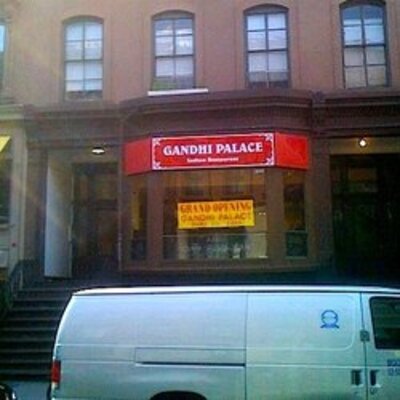 GANDHI PALACE
Indian Restaurant
GRAND OPENING
GANDHI PALACE